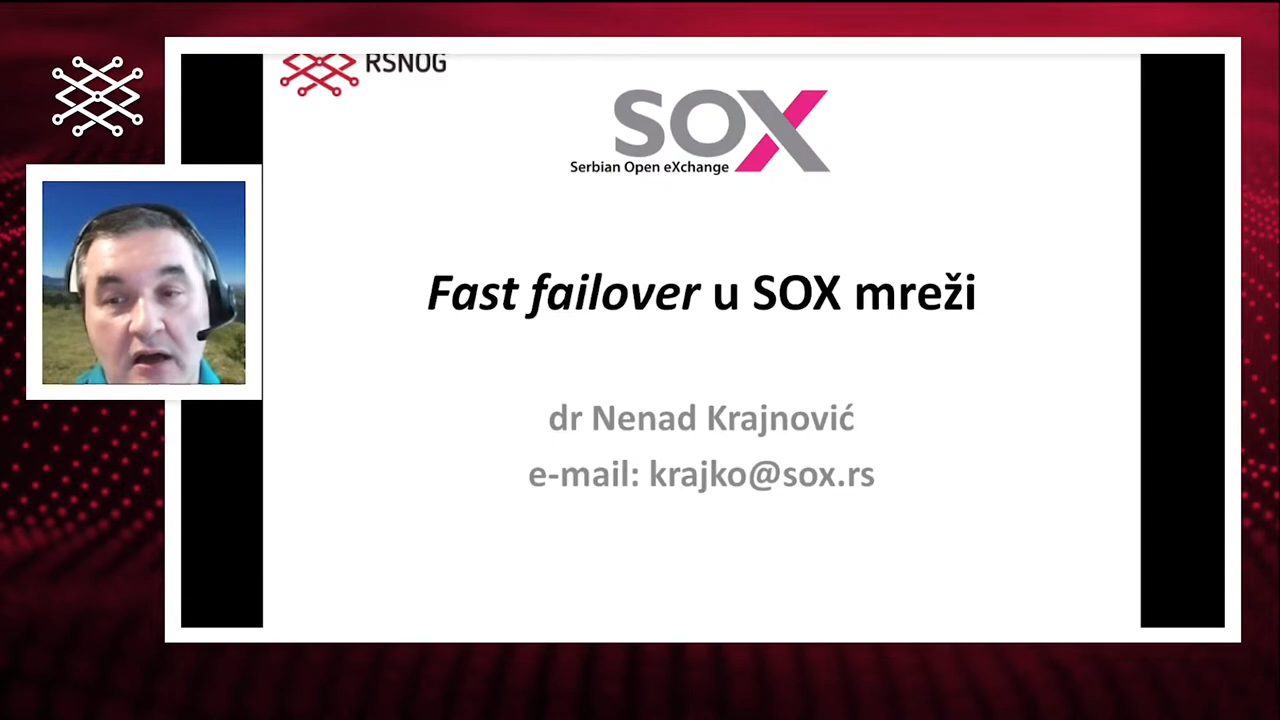 RSNOG
SOX
Serbian Open eXchange
Fast failover u SOX mreži
dr Nenad Krajnović
e-mail: krajko@sox.rs